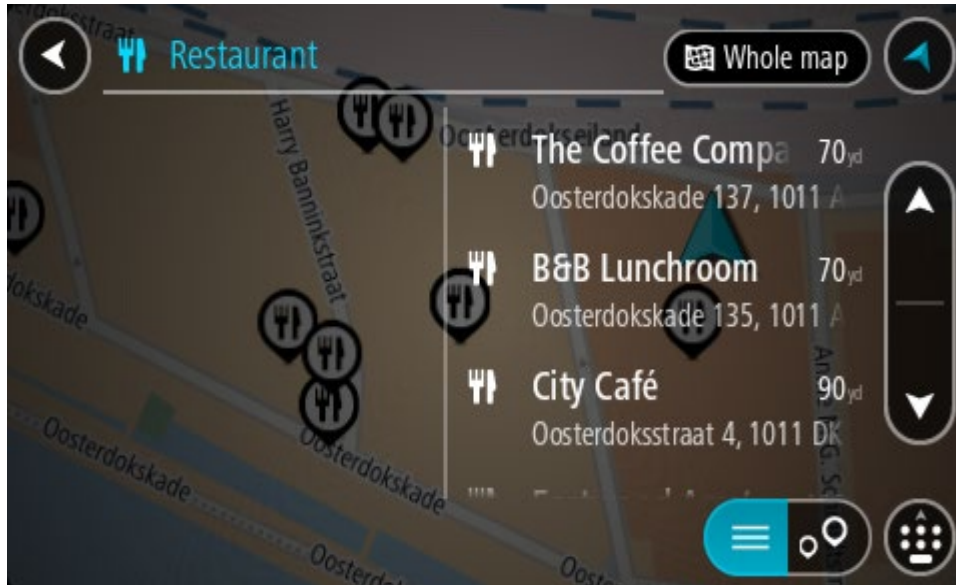 Restaurant
Whole map
Oosterdokseiland
Harry Banninkstraat
The Coffee Compa 70yd
Oosterdokskade 137, 1011 A
B&B Lunchroom 70yd
Oosterdokskade 135, 1011 A
City Café 90yd
Oosterdoksstraat 4, 1011 DK
Oosterdokskade
Oosterdokskade